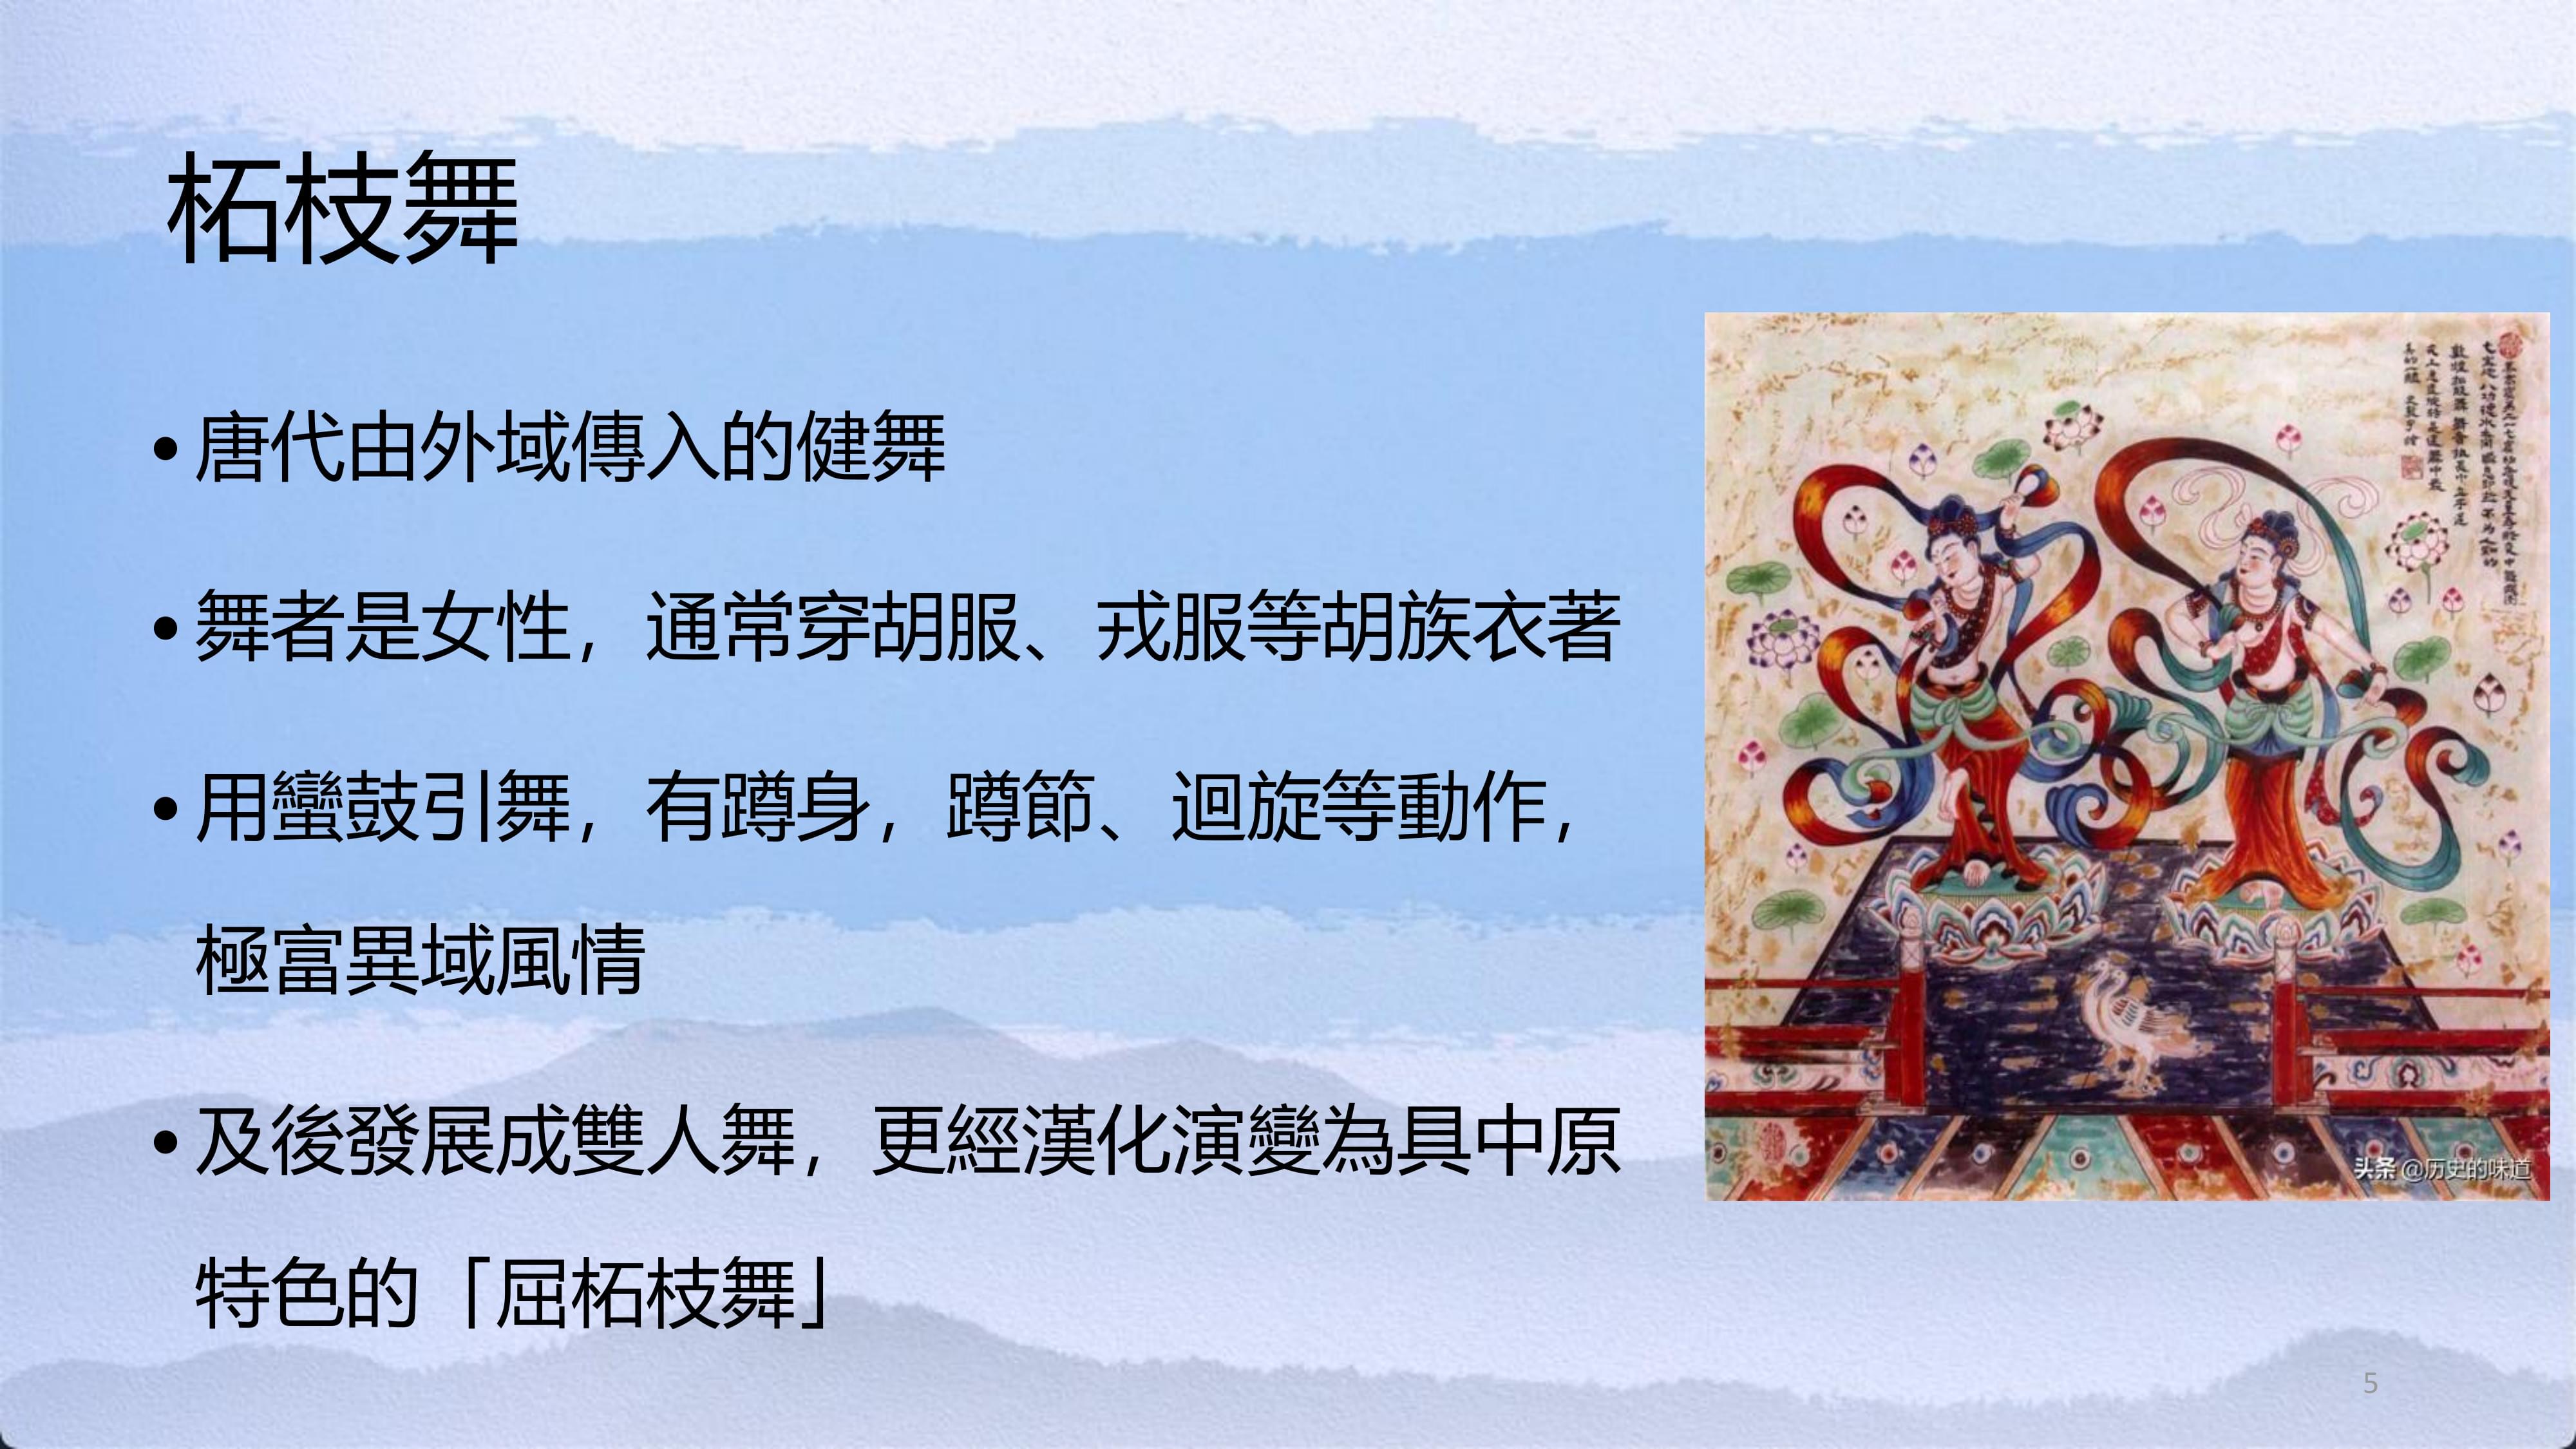 柘枝舞
• 唐代由外域傳入的健舞
• 舞者是女性，通常穿胡服、戎服等胡族衣著
• 用蠻鼓引舞，有蹲身，蹲節、迴旋等動作，
極富異域風情
• 及後發展成雙人舞，更經漢化演變為具中原
特色的「屈柘枝舞」
头条 @历史的味道
5